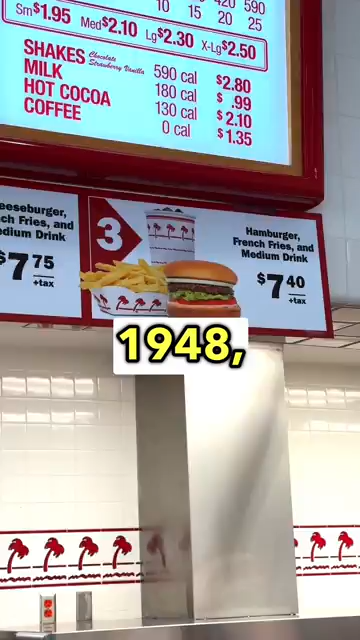 420 590
10 15 20 25
Sm$1.95 Med$2.10 Lg$2.30 X-Lg$2.50
SHAKES Chocolate Strawberry Vanilla 590 cal $2.80
MILK 180 cal $ .99
HOT COCOA 130 cal $2.10
COFFEE 0 cal $1.35
eeseburger,
ch Fries, and
edium Drink
$7 75
+tax
3
Hamburger,
French Fries, and
Medium Drink
$7 40
+tax
1948,